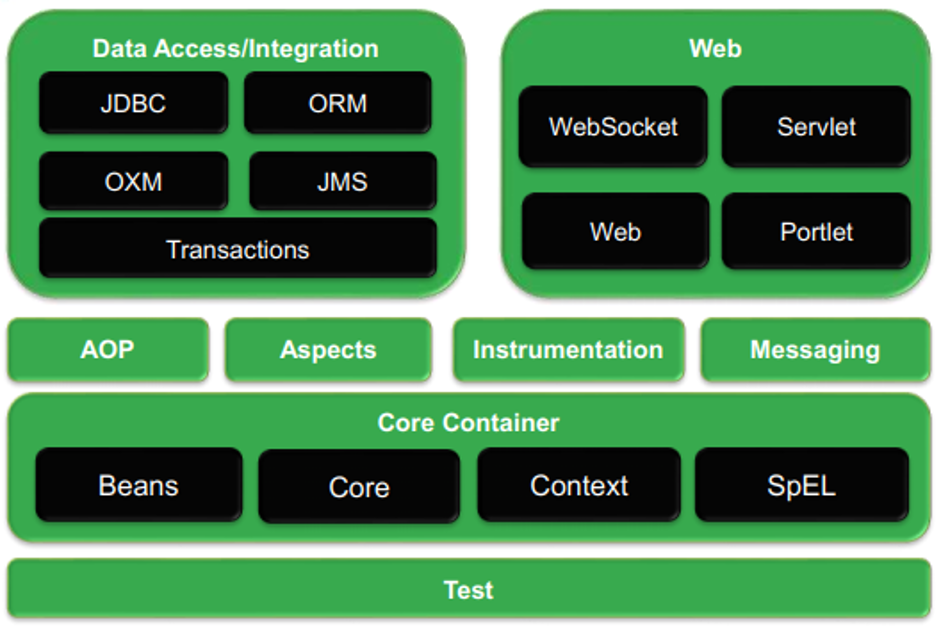 Data Access/Integration
JDBC
ORM
OXM
JMS
Transactions
Web
WebSocket
Servlet
Web
Portlet
AOP
Aspects
Instrumentation
Messaging
Core Container
Beans
Core
Context
SpEL
Test